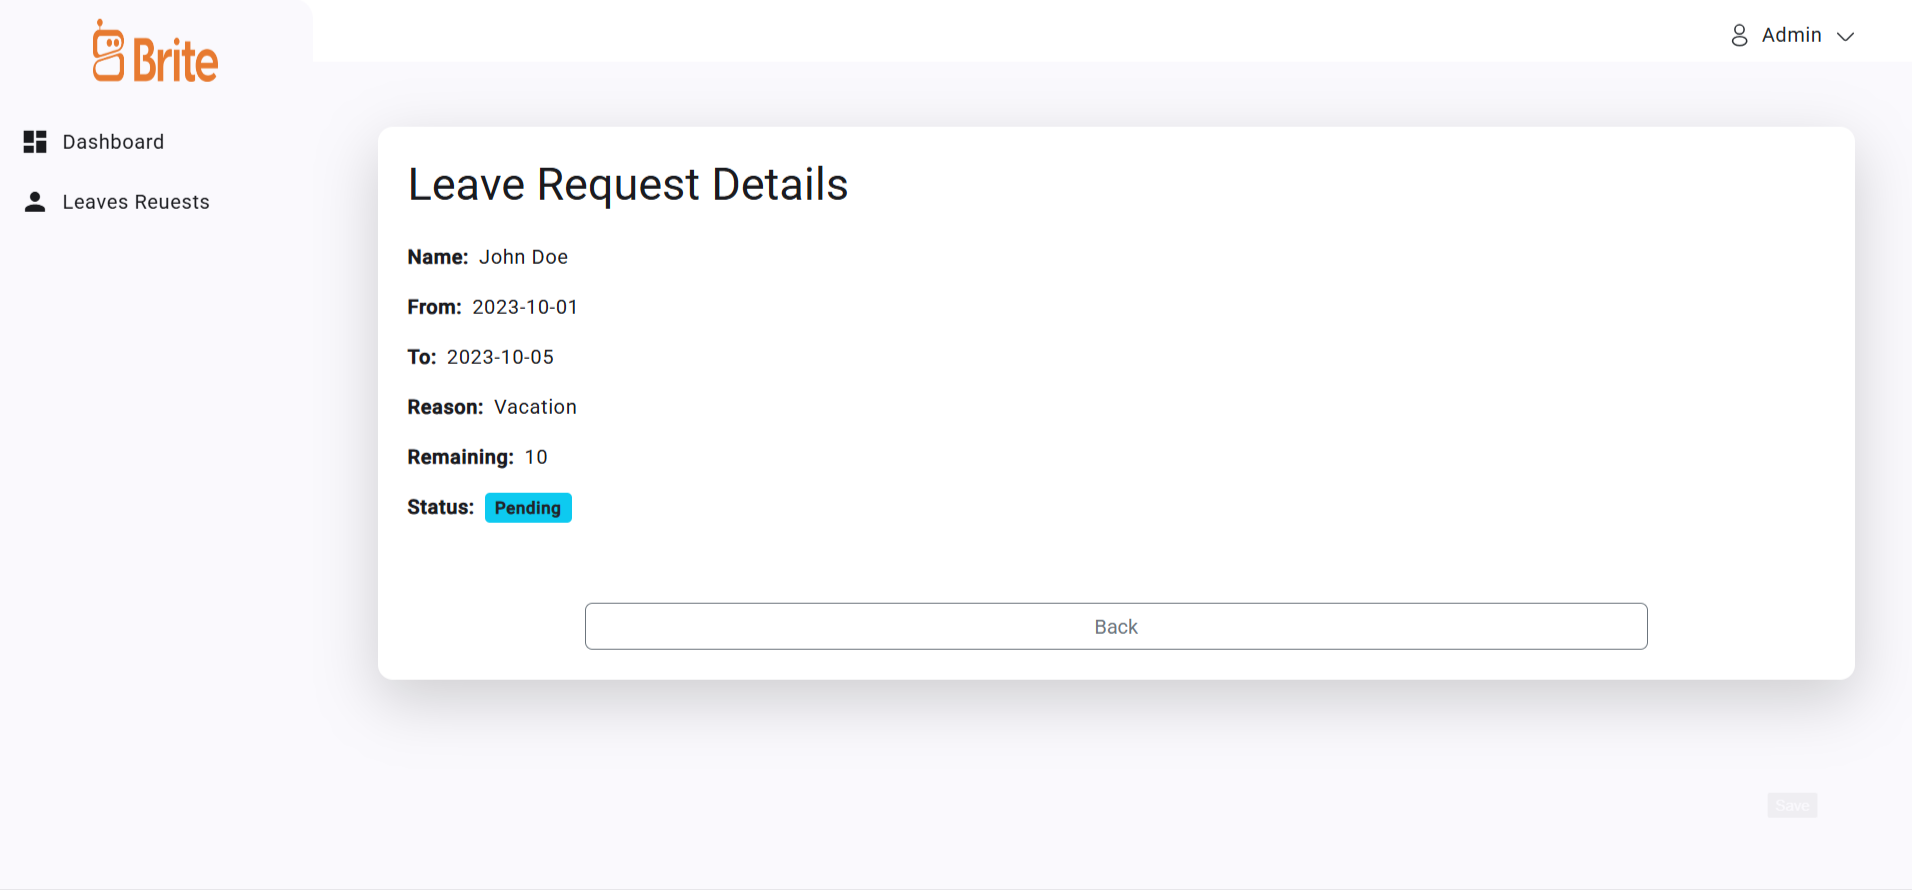 Brite
Admin
Dashboard
Leaves Reuests
Leave Request Details
Name: John Doe
From: 2023-10-01
To: 2023-10-05
Reason: Vacation
Remaining: 10
Status: Pending
Back
Save